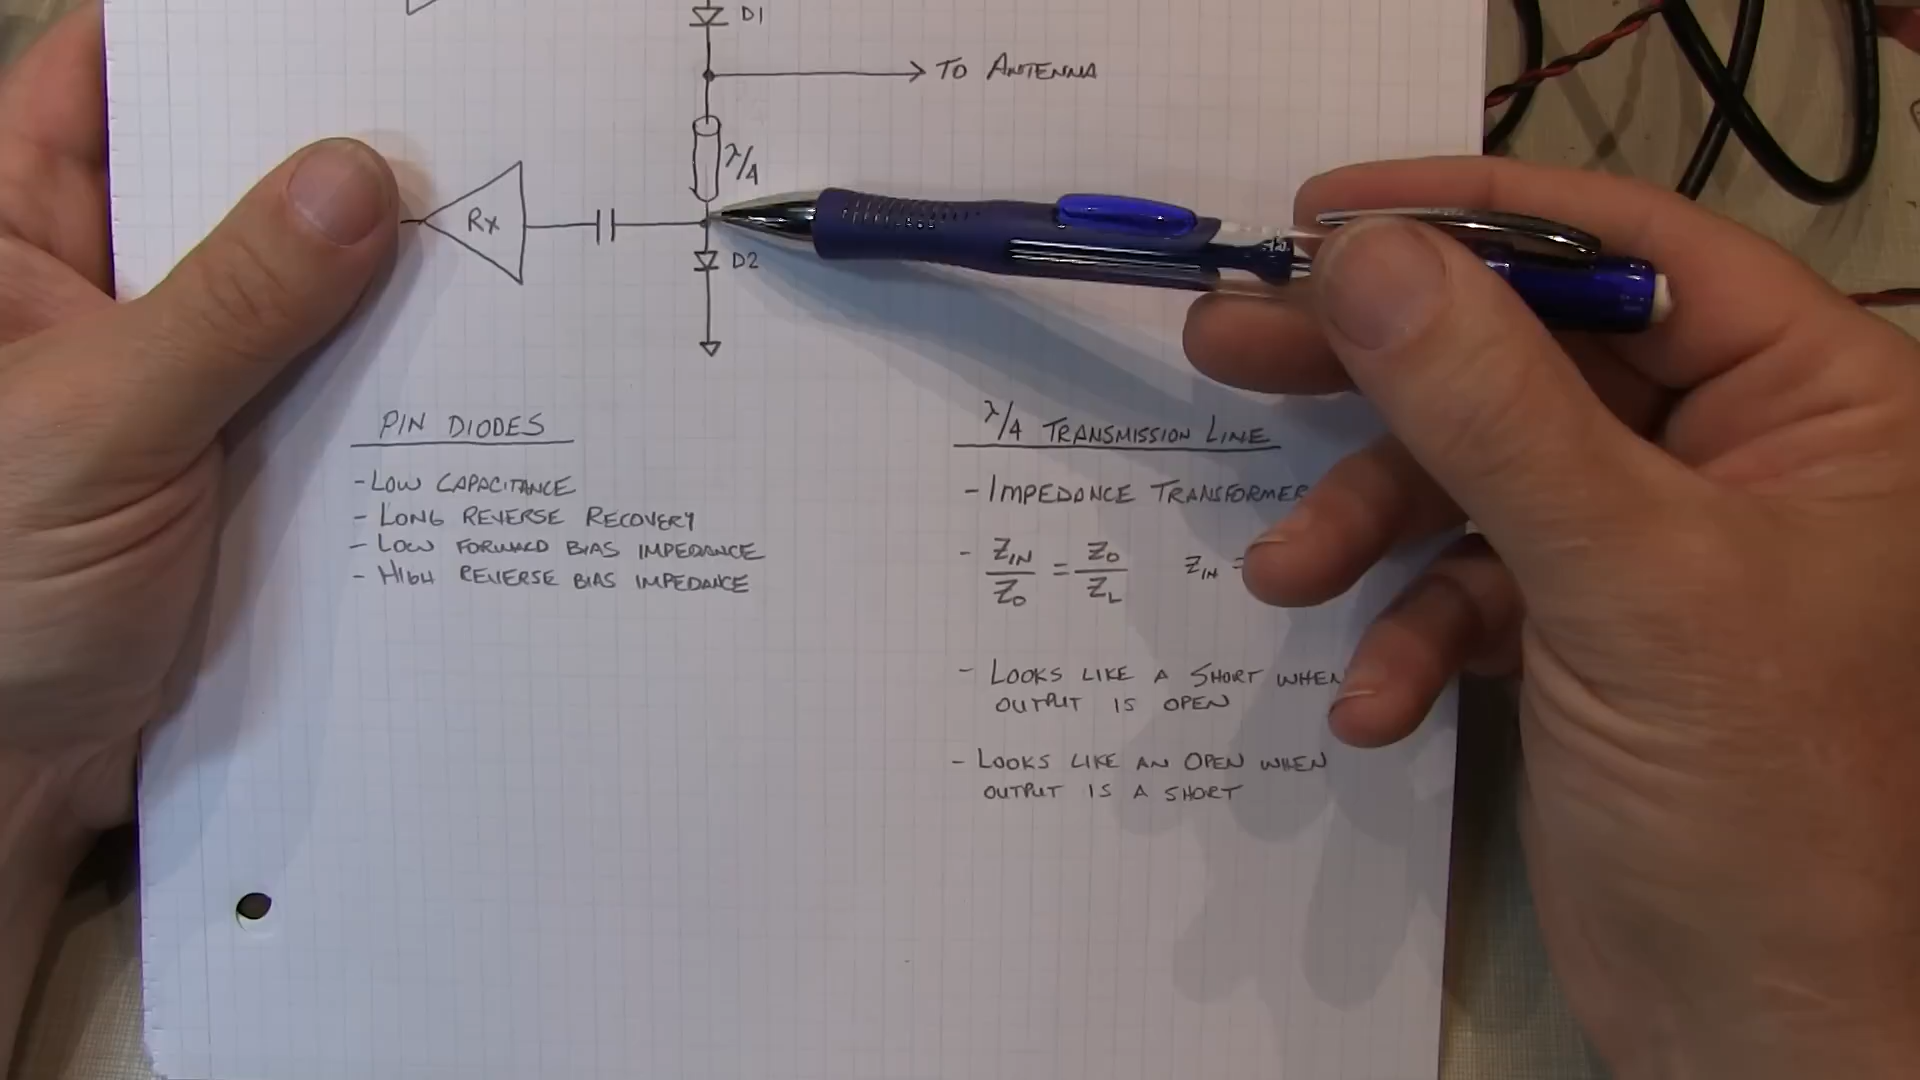 D1
TO ANTENNA
λ/4
Rx
D2
PIN DIODES
- LOW CAPACITANCE
- LONG REVERSE RECOVERY
- LOW FORWARD BIAS IMPEDANCE
- HIGH REVERSE BIAS IMPEDANCE
λ/4 TRANSMISSION LINE
- IMPEDANCE TRANSFORMER
- Z_IN/Z_O = Z_O/Z_L Z_IN =
- LOOKS LIKE A SHORT WHEN
OUTPUT IS OPEN
- LOOKS LIKE AN OPEN WHEN
OUTPUT IS A SHORT